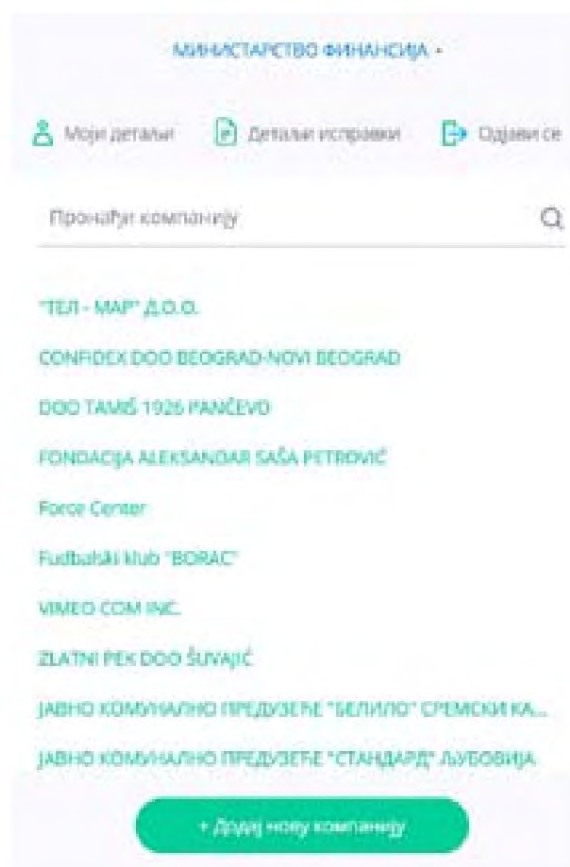 МИНИСТАРСТВО ФИНАНСИЈА
Моји детаљи Детаљи исправки Одјави се
Пронађи компанију
"ТЕЛ - МАР" Д.О.О.
CONFIDEX DOO BEOGRAD-NOVI BEOGRAD
DOO TAMIŠ 1926 PANČEVO
FONDACIJA ALEKSANDAR SAŠA PETROVIĆ
Force Center
Fudbalski klub "BORAC"
VIMEO COM INC.
ZLATNI PEK DOO ŠUVAJIĆ
ЈАВНО КОМУНАЛНО ПРЕДУЗЕЋЕ "БЕЛИЛО" СРЕМСКИ КА...
ЈАВНО КОМУНАЛНО ПРЕДУЗЕЋЕ "СТАНДАРД" ЉУБОВИЈА
+ Додај нову компанију